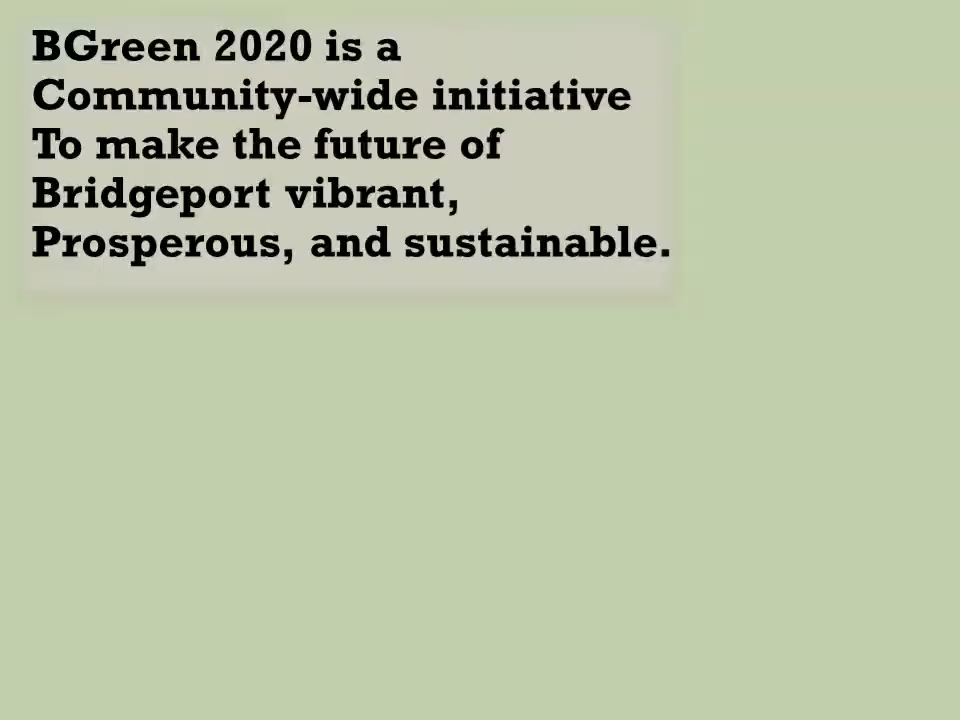 BGreen 2020 is a
Community-wide initiative
To make the future of
Bridgeport vibrant,
Prosperous, and sustainable.